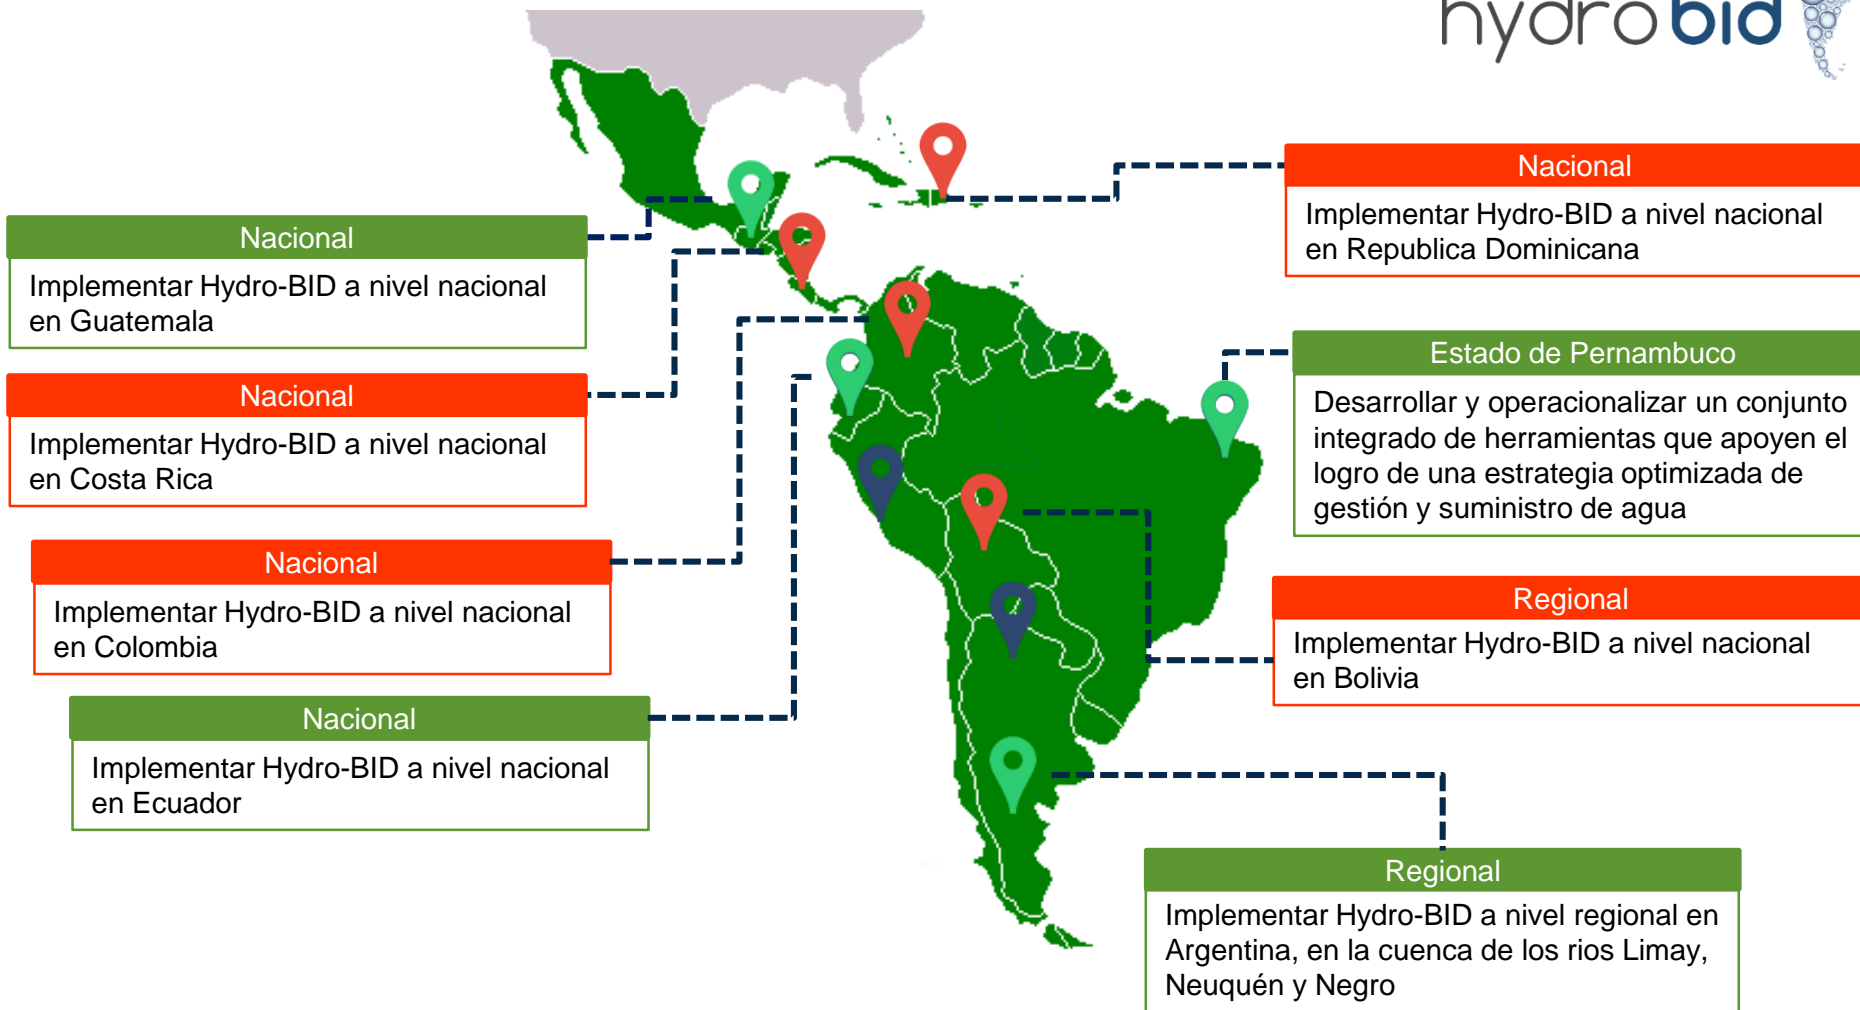 hydrobid
Nacional
Implementar Hydro-BID a nivel nacional
en Guatemala
Nacional
Implementar Hydro-BID a nivel nacional
en Costa Rica
Nacional
Implementar Hydro-BID a nivel nacional
en Colombia
Nacional
Implementar Hydro-BID a nivel nacional
en Ecuador
Nacional
Implementar Hydro-BID a nivel nacional
en Republica Dominicana
Estado de Pernambuco
Desarrollar y operacionalizar un conjunto
integrado de herramientas que apoyen el
logro de una estrategia optimizada de
gestión y suministro de agua
Regional
Implementar Hydro-BID a nivel nacional
en Bolivia
Regional
Implementar Hydro-BID a nivel regional en
Argentina, en la cuenca de los rios Limay,
Neuquén y Negro